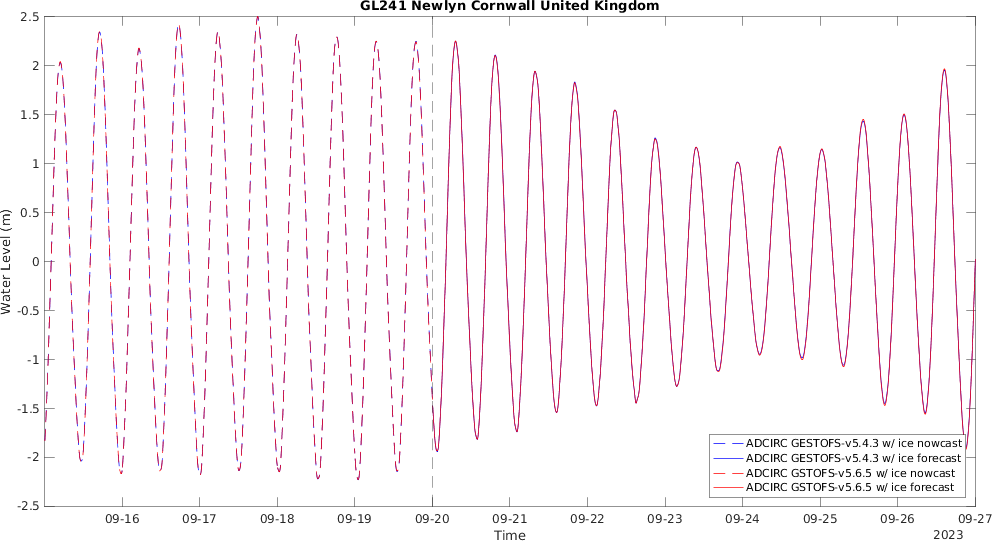 GL241 Newlyn Cornwall United Kingdom
2.5
2
1.5
1
0.5
0
-0.5
-1
-1.5
-2
-2.5
Water Level (m)
ADCIRC GESTOFS-v5.4.3 w/ ice nowcast
ADCIRC GESTOFS-v5.4.3 w/ ice forecast
ADCIRC GSTOFS-v5.6.5 w/ ice nowcast
ADCIRC GSTOFS-v5.6.5 w/ ice forecast
09-16 09-17 09-18 09-19 09-20 09-21 09-22 09-23 09-24 09-25 09-26 09-27
Time
2023